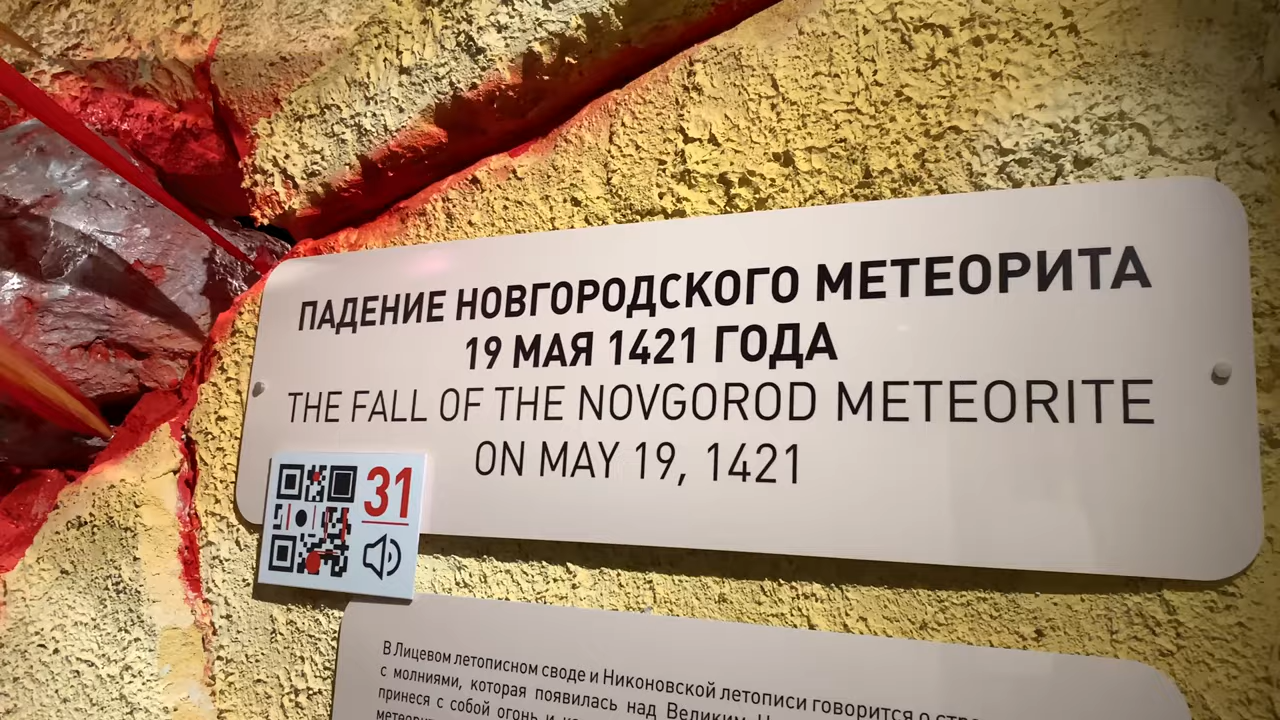 ПАДЕНИЕ НОВГОРОДСКОГО МЕТЕОРИТА
19 МАЯ 1421 ГОДА
THE FALL OF THE NOVGOROD METEORITE
ON MAY 19, 1421
31
В Лицевом летописном своде и Никоновской летописи говорится о
с молниями, которая появилась над Великим
принеся с собой огонь и